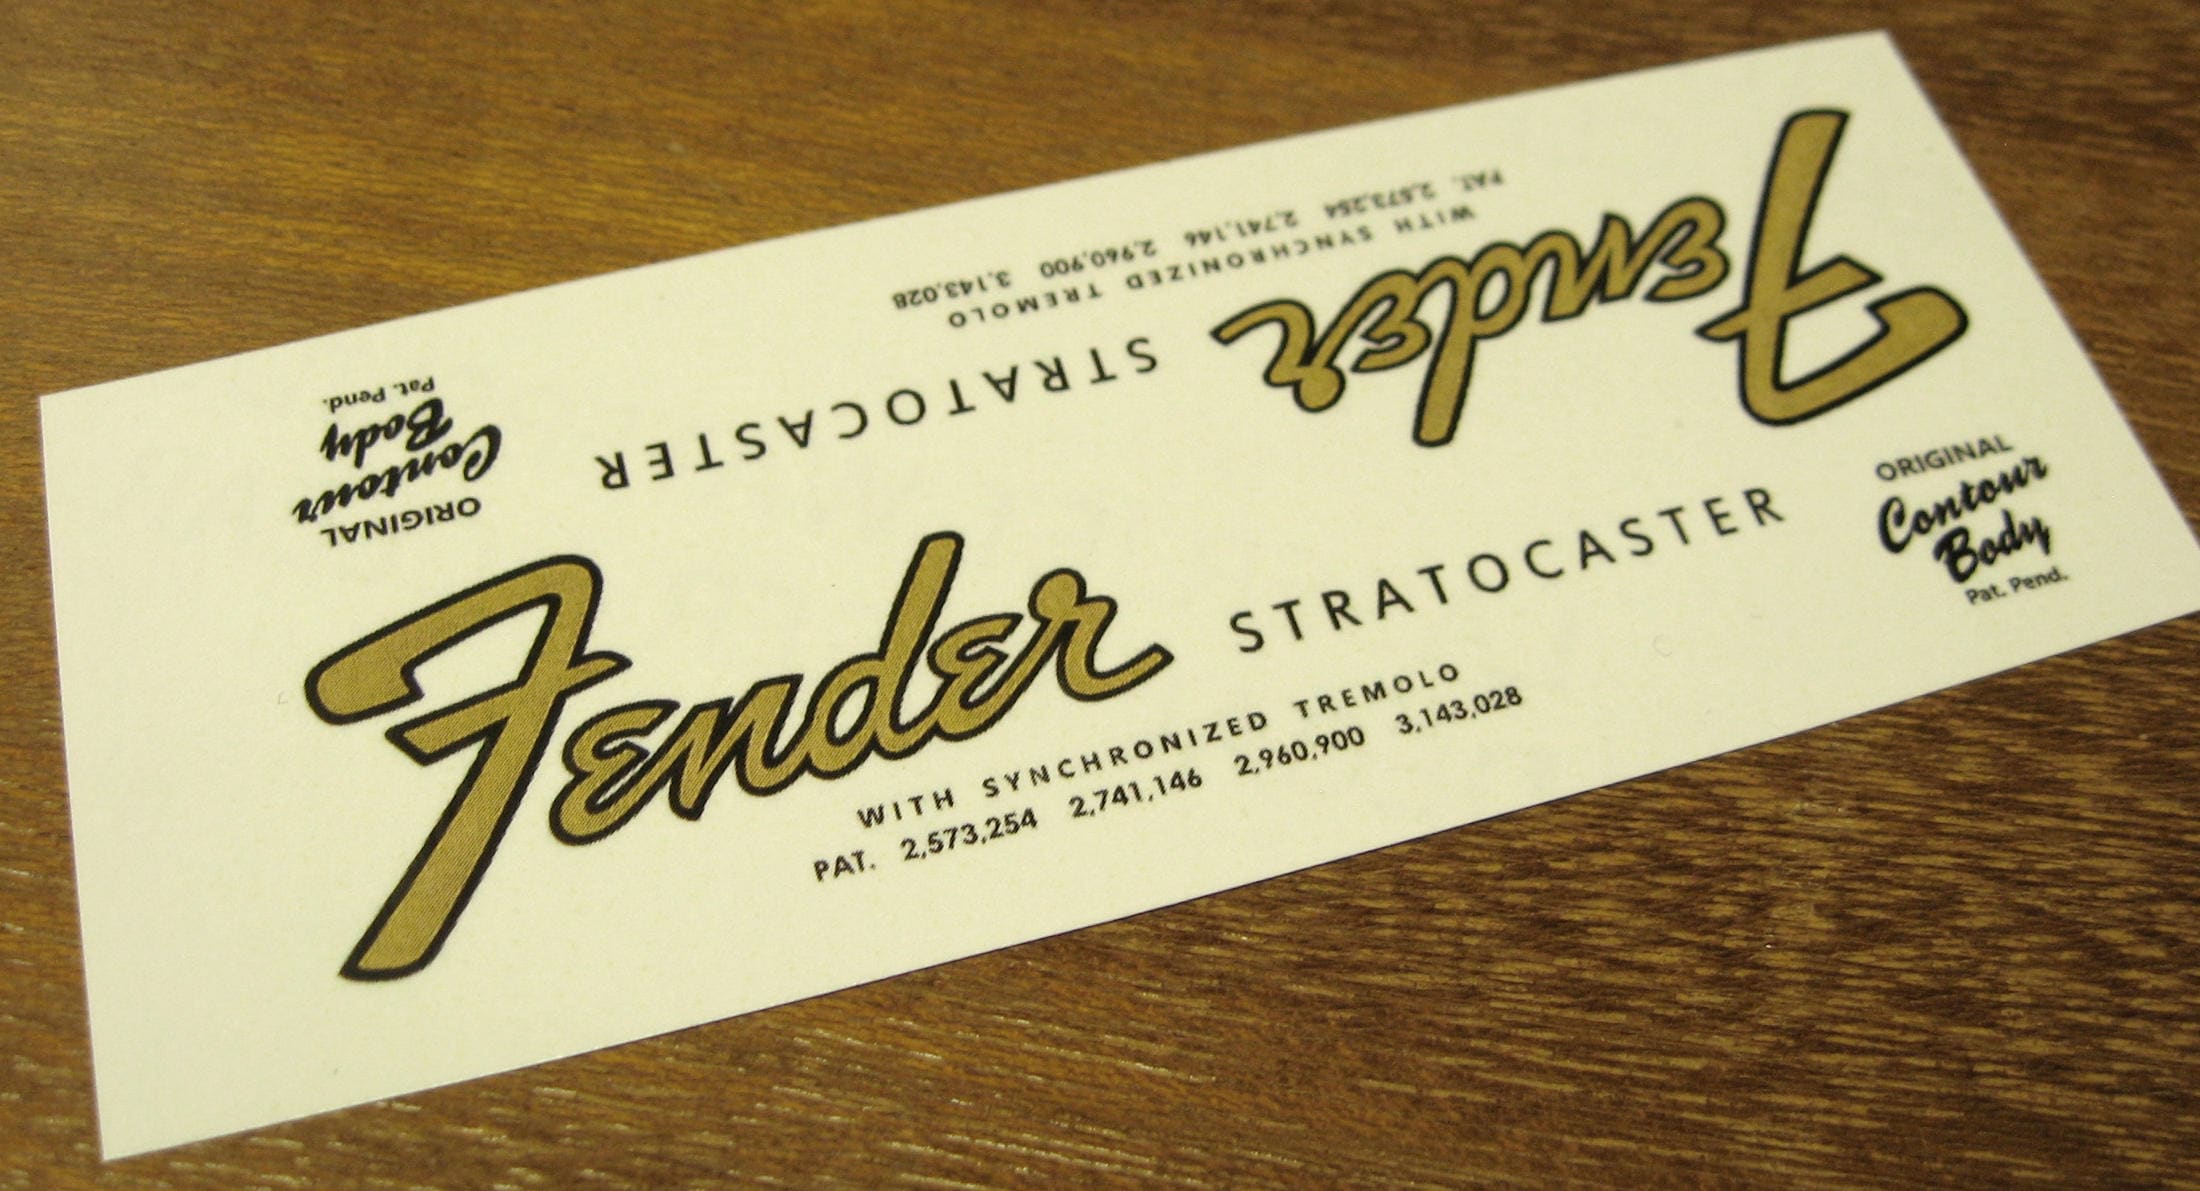 Fender STRATOCASTER
WITH SYNCHRONIZED TREMOLO
PAT. 2,573,254 2,741,146 2,960,900 3,143,028
ORIGINAL
Contour
Body
Pat. Pend.
Fender STRATOCASTER
WITH SYNCHRONIZED TREMOLO
PAT. 2,573,254 2,741,146 2,960,900 3,143,028
ORIGINAL
Contour
Body
Pat. Pend.